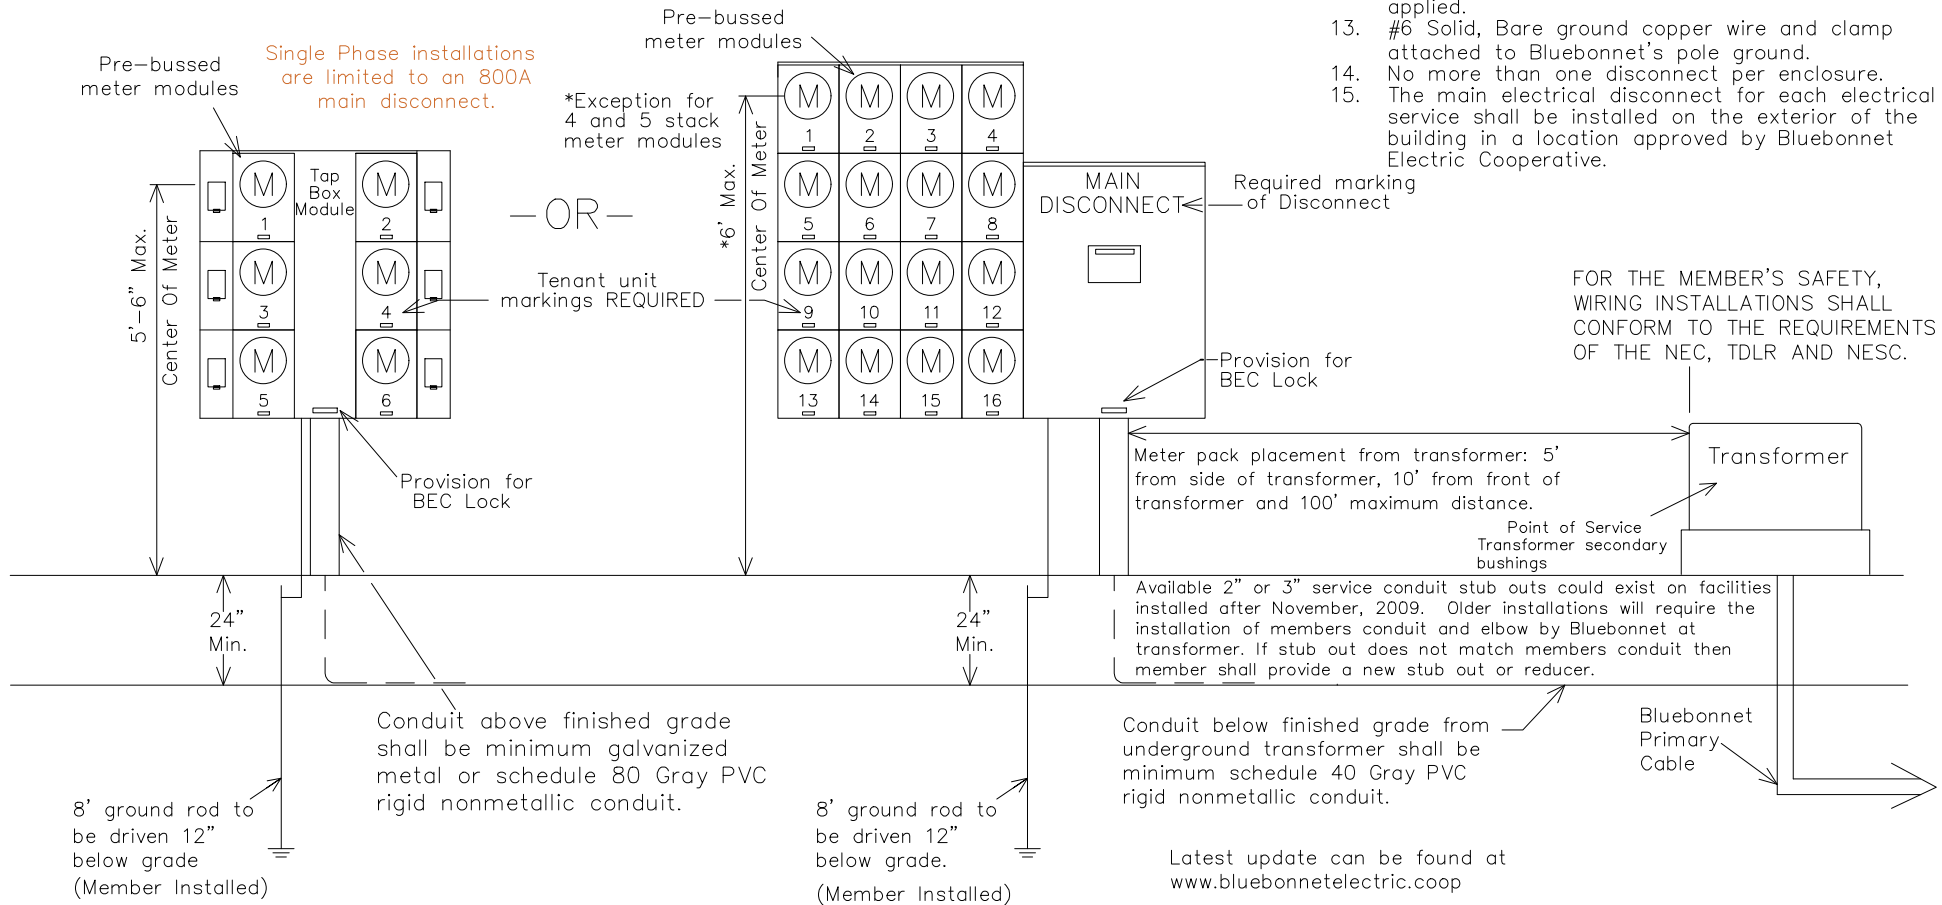 applied.
13. #6 Solid, Bare ground copper wire and clamp
attached to Bluebonnet's pole ground.
14. No more than one disconnect per enclosure.
15. The main electrical disconnect for each electrical
service shall be installed on the exterior of the
building in a location approved by Bluebonnet
Electric Cooperative.
Pre-bussed
meter modules
Single Phase installations
are limited to an 800A
main disconnect.
Pre-bussed
meter modules
*Exception for
4 and 5 stack
meter modules
5'-6" Max.
Center Of Meter
M
1
Tap
Box
Module
M
2
M
3
M
4
M
5
M
6
-OR-
Tenant unit
markings REQUIRED
*6' Max.
Center Of Meter
M M M M
1 2 3 4
M M M M
5 6 7 8
M M M M
9 10 11 12
M M M M
13 14 15 16
MAIN
DISCONNECT
Required marking
of Disconnect
Provision for
BEC Lock
FOR THE MEMBER'S SAFETY,
WIRING INSTALLATIONS SHALL
CONFORM TO THE REQUIREMENTS
OF THE NEC, TDLR AND NESC.
Provision for
BEC Lock
Meter pack placement from transformer: 5'
from side of transformer, 10' from front of
transformer and 100' maximum distance.
Transformer
Point of Service
Transformer secondary
bushings
24"
Min.
24"
Min.
Available 2" or 3" service conduit stub outs could exist on facilities
installed after November, 2009. Older installations will require the
installation of members conduit and elbow by Bluebonnet at
transformer. If stub out does not match members conduit then
member shall provide a new stub out or reducer.
Conduit above finished grade
shall be minimum galvanized
metal or schedule 80 Gray PVC
rigid nonmetallic conduit.
Conduit below finished grade from
underground transformer shall be
minimum schedule 40 Gray PVC
rigid nonmetallic conduit.
Bluebonnet
Primary
Cable
8' ground rod to
be driven 12"
below grade
(Member Installed)
8' ground rod to
be driven 12"
below grade.
(Member Installed)
Latest update can be found at
www.bluebonnetelectric.coop